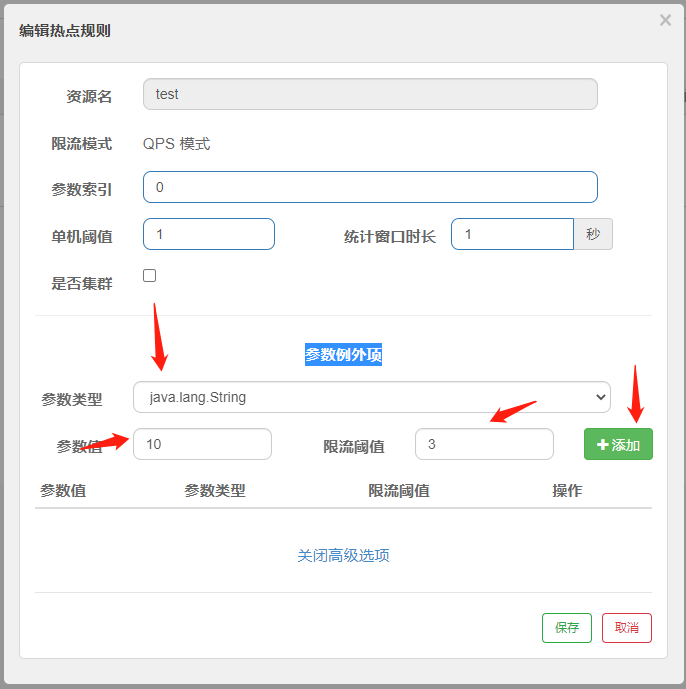 编辑热点规则 ×
资源名 test
限流模式 QPS 模式
参数索引 0
单机阈值 1 统计窗口时长 1 秒
是否集群
参数例外项
参数类型 java.lang.String
参数值 10 限流阈值 3 +添加
参数值 参数类型 限流阈值 操作
关闭高级选项
保存 取消